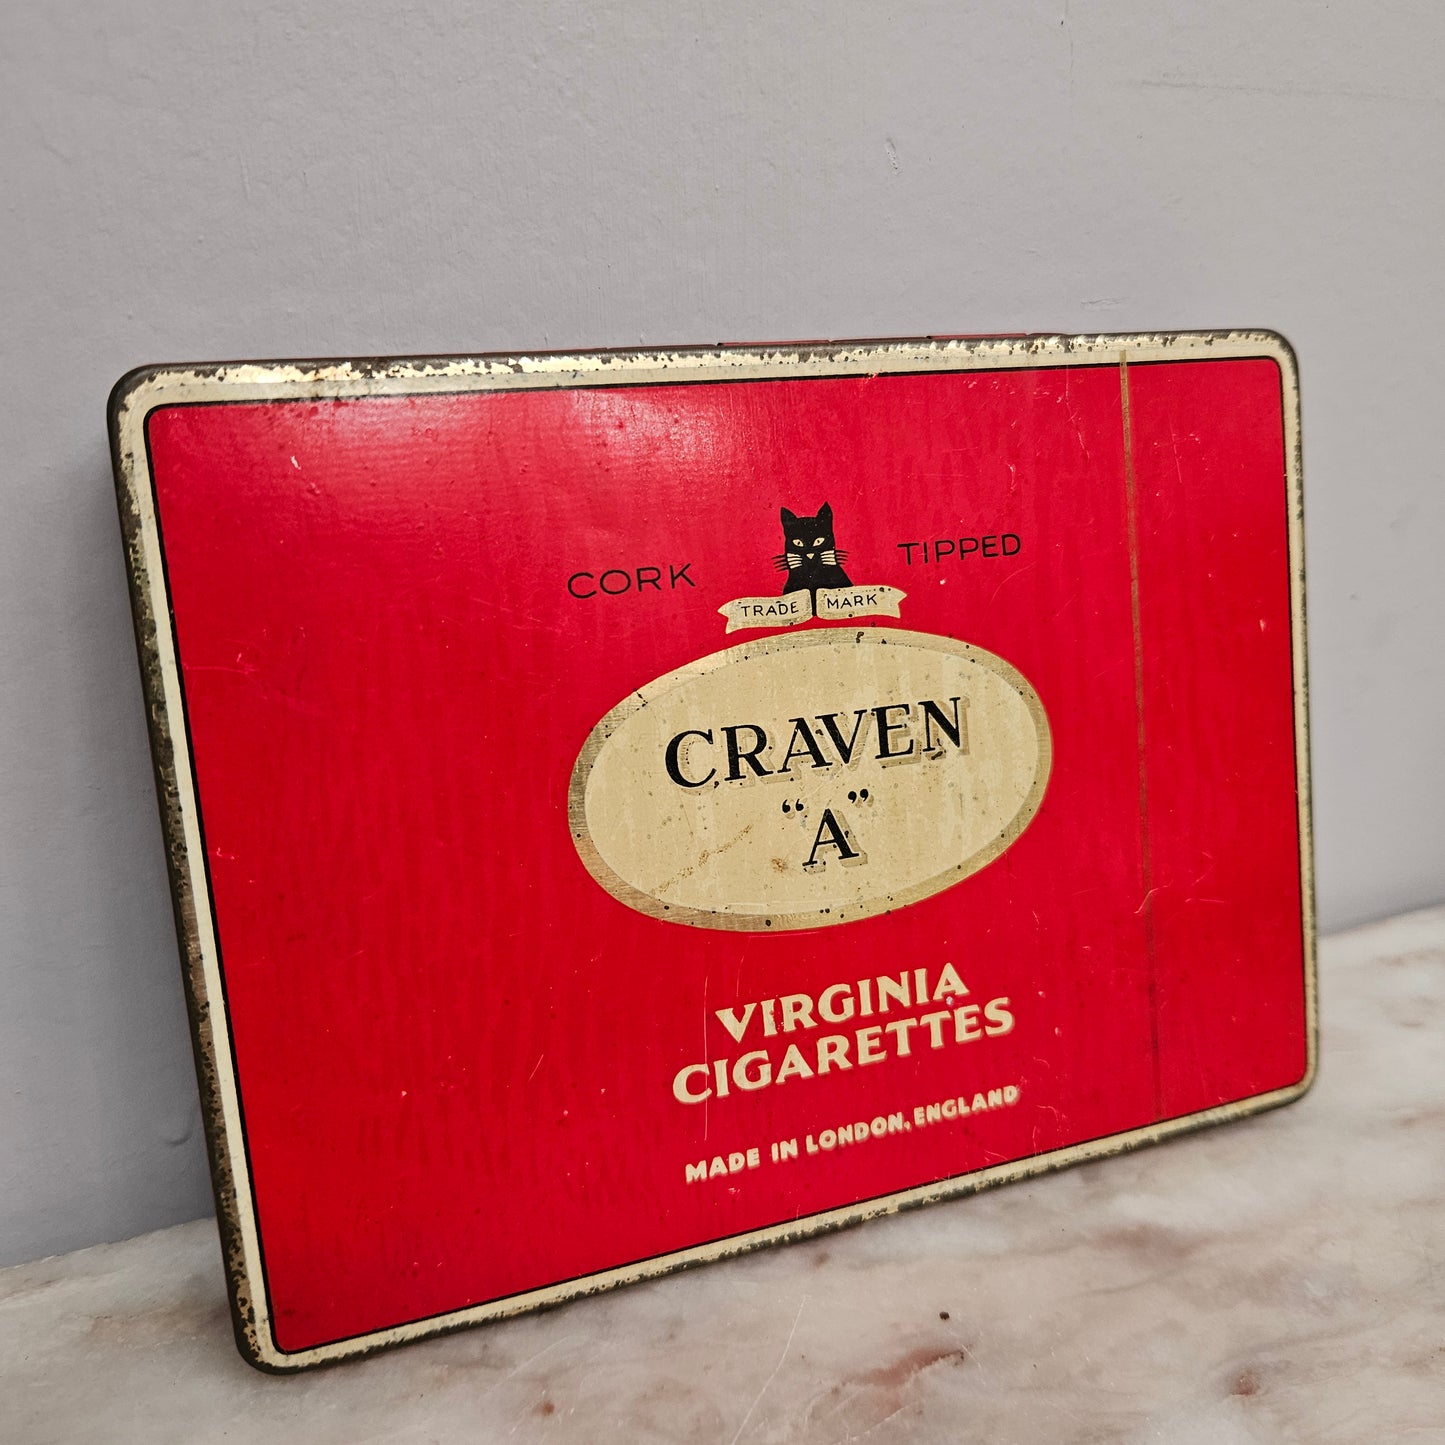 CORK TIPPED
TRADE MARK
CRAVEN
“A”
VIRGINIA
CIGARETTES
MADE IN LONDON, ENGLAND